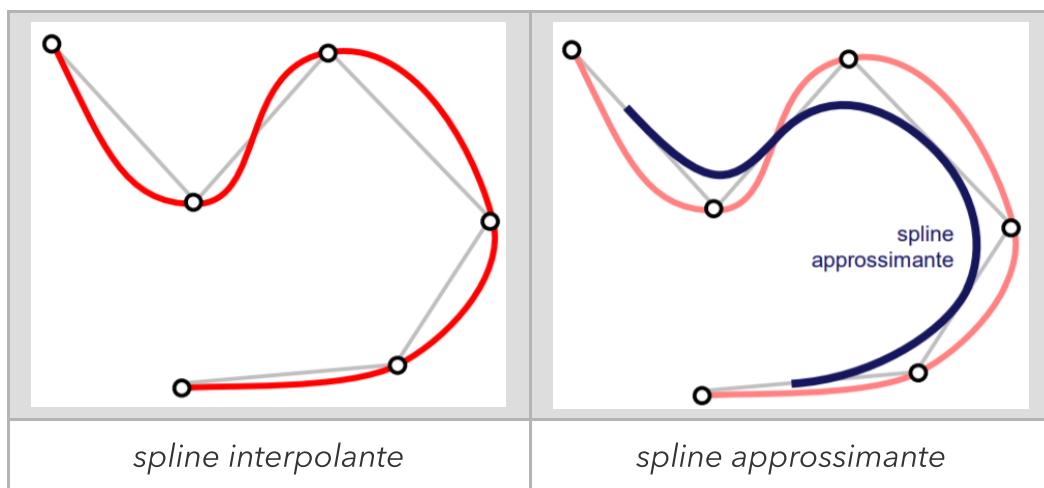 spline
approssimante
spline interpolante
spline approssimante